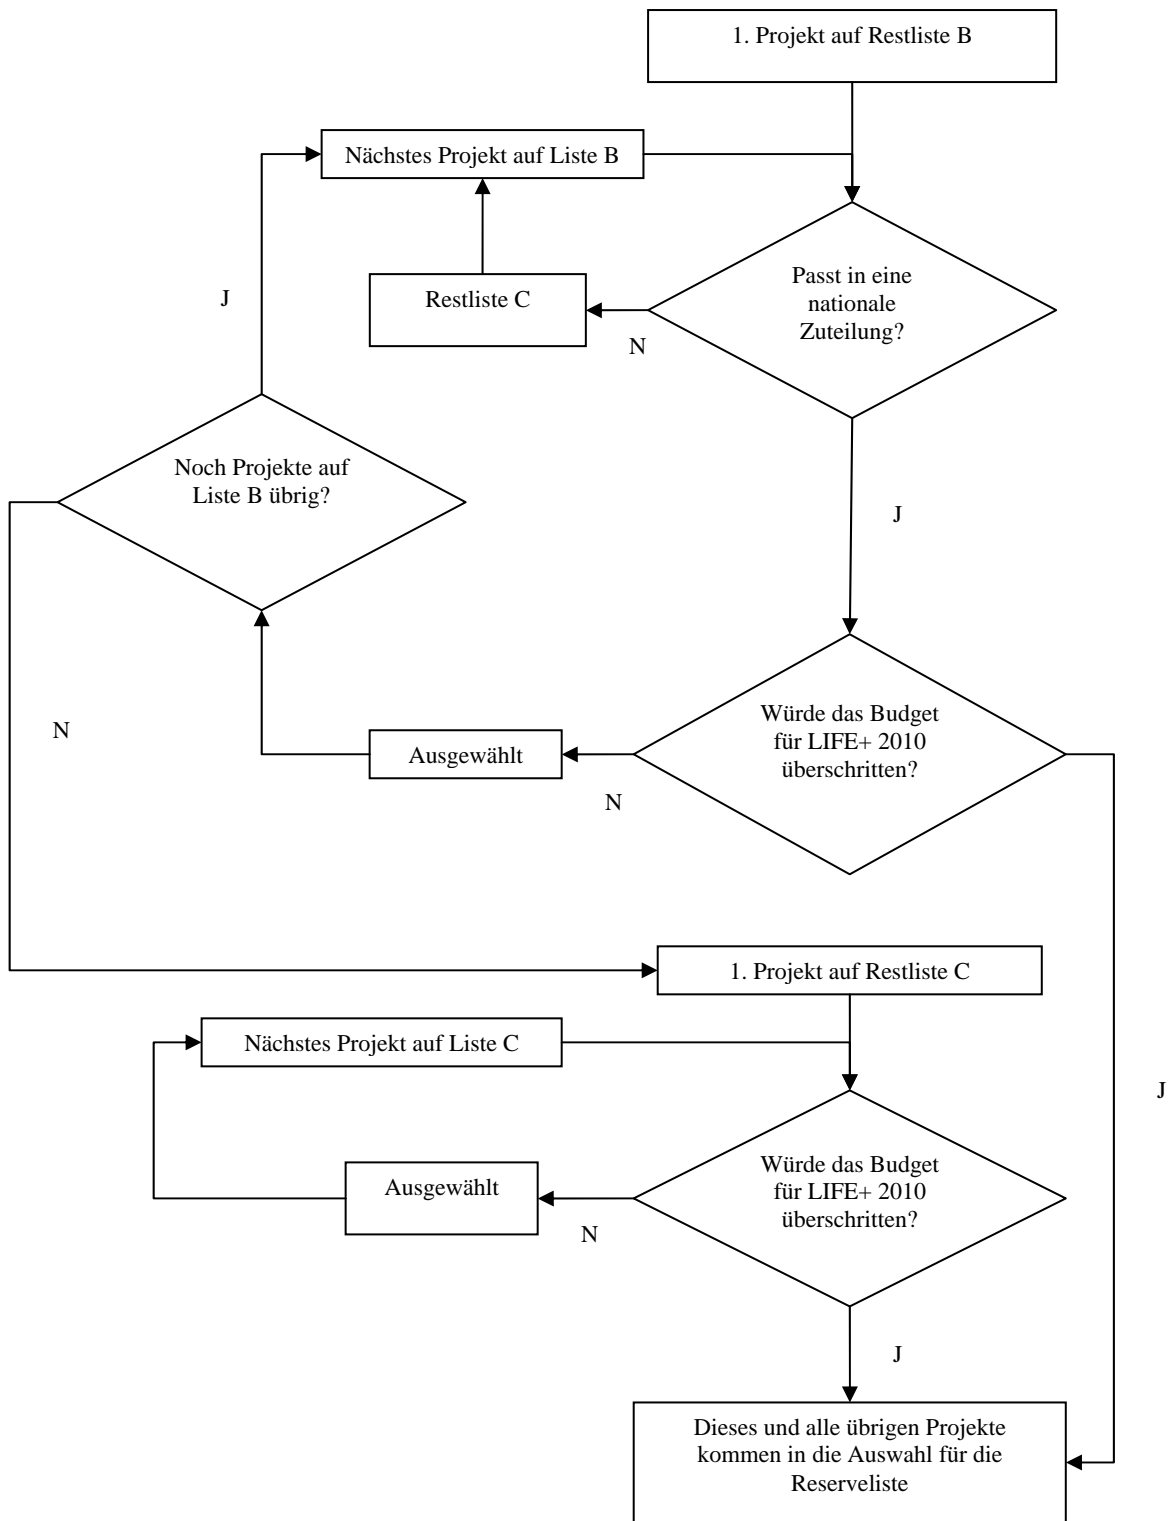 1. Projekt auf Restliste B
Nächstes Projekt auf Liste B
Passt in eine
nationale
Zuteilung?
Restliste C
J
N
Noch Projekte auf
Liste B übrig?
J
N
Würde das Budget
für LIFE+ 2010
überschritten?
Ausgewählt
N
1. Projekt auf Restliste C
Nächstes Projekt auf Liste C
J
Würde das Budget
für LIFE+ 2010
überschritten?
Ausgewählt
N
J
Dieses und alle übrigen Projekte
kommen in die Auswahl für die
Reserveliste